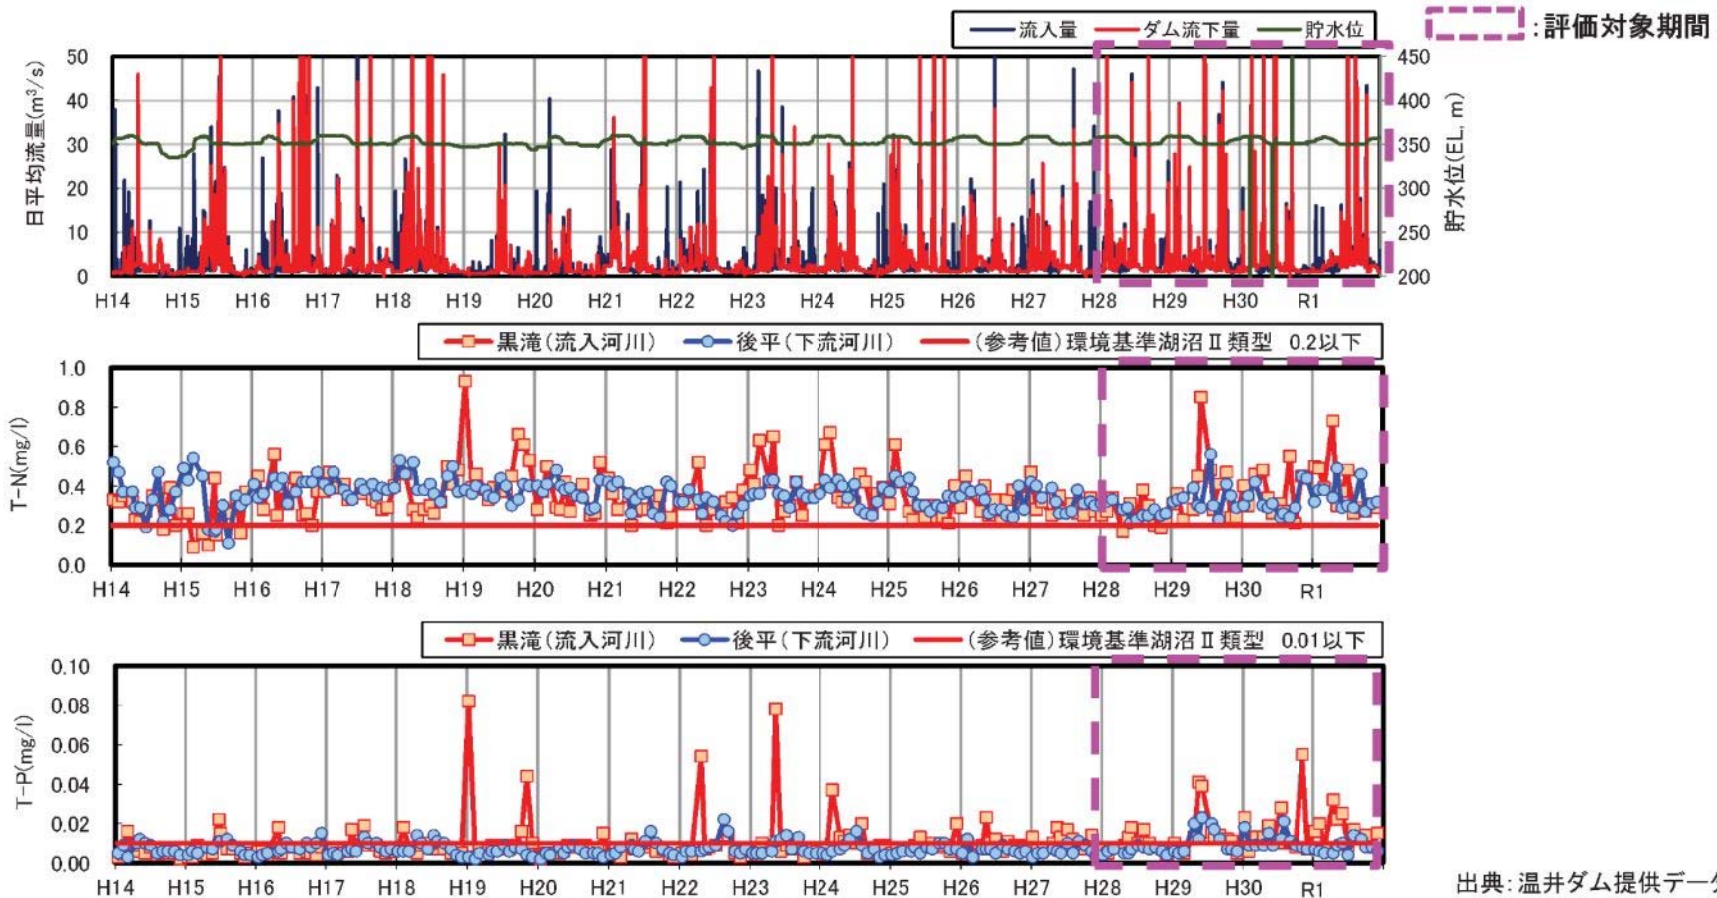 流入量 ダム流下量 貯水位
:評価対象期間
日平均流量(m³/s)
50
40
30
20
10
0
450
400
350
300
250
200
貯水位(EL, m)
H14 H15 H16 H17 H18 H19 H20 H21 H22 H23 H24 H25 H26 H27 H28 H29 H30 R1
黒滝(流入河川) 後平(下流河川) (参考値)環境基準湖沼Ⅱ類型 0.2以下
T-N(mg/l)
1.0
0.8
0.6
0.4
0.2
0.0
H14 H15 H16 H17 H18 H19 H20 H21 H22 H23 H24 H25 H26 H27 H28 H29 H30 R1
黒滝(流入河川) 後平(下流河川) (参考値)環境基準湖沼Ⅱ類型 0.01以下
T-P(mg/l)
0.10
0.08
0.06
0.04
0.02
0.00
H14 H15 H16 H17 H18 H19 H20 H21 H22 H23 H24 H25 H26 H27 H28 H29 H30 R1
出典:温井ダム提供データ